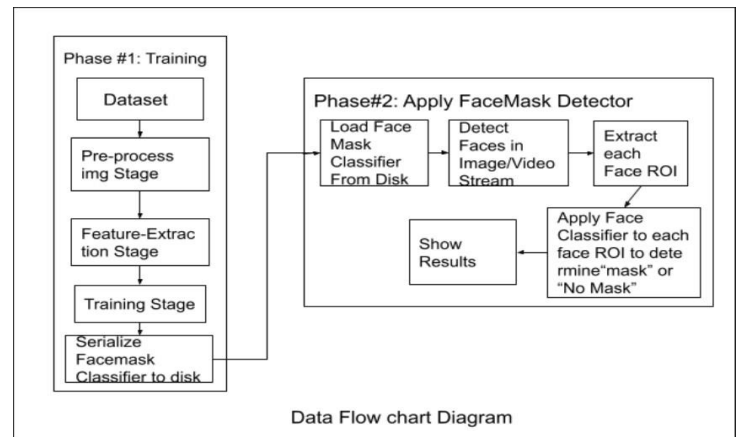 Phase #1: Training
Dataset
Pre-process
img Stage
Feature-Extrac
tion Stage
Training Stage
Serialize
Facemask
Classifier to disk
Phase#2: Apply FaceMask Detector
Load Face
Mask
Classifier
From Disk
Detect
Faces in
Image/Video
Stream
Extract
each
Face ROI
Apply Face
Classifier to each
face ROI to dete
rmine“mask” or
“No Mask”
Show
Results
Data Flow chart Diagram